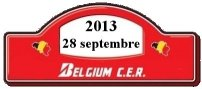 2013
28 septembre
BELGIUM C.E.R.